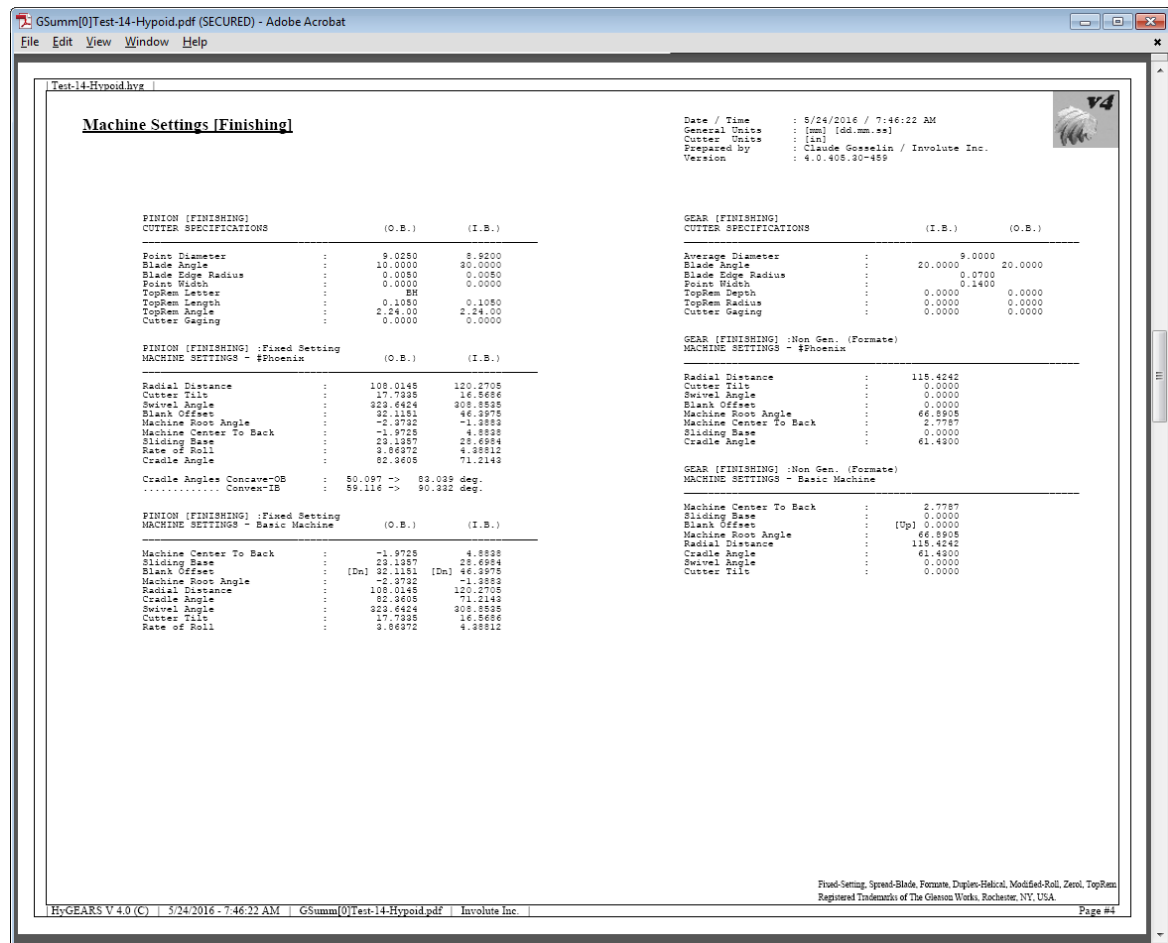 GSumm[0]Test-14-Hypoid.pdf (SECURED) - Adobe Acrobat
File Edit View Window Help
| Test-14-Hypoid.hyg |
Machine Settings [Finishing]
Date / Time : 5/24/2016 / 7:46:22 AM
General Units : [mm] [dd.mm.ss]
Cutter Units : [in]
Prepared by : Claude Gosselin / Involute Inc.
Version : 4.0.405.30-459
V4
PINION [FINISHING]
CUTTER SPECIFICATIONS (O.B.) (I.B.)
Point Diameter : 9.0250 8.9200
Blade Angle : 10.0000 30.0000
Blade Edge Radius : 0.0050 0.0050
Point Width : 0.0000 0.0000
TopRem Letter : BH
TopRem Length : 0.1050 0.1050
TopRem Angle : 2.24.00 2.24.00
Cutter Gaging : 0.0000 0.0000
PINION [FINISHING] :Fixed Setting
MACHINE SETTINGS - #Phoenix (O.B.) (I.B.)
Radial Distance : 108.0145 120.2705
Cutter Tilt : 17.7335 16.5686
Swivel Angle : 323.6424 308.8535
Blank Offset : 32.1151 46.3975
Machine Root Angle : -2.3732 -1.3883
Machine Center To Back : -1.9725 4.8838
Sliding Base : 23.1357 28.6984
Rate of Roll : 3.86372 4.38812
Cradle Angle : 82.3605 71.2143
Cradle Angles Concave-OB : 50.097 -> 83.039 deg.
............. Convex-IB : 59.116 -> 90.332 deg.
PINION [FINISHING] :Fixed Setting
MACHINE SETTINGS - Basic Machine (O.B.) (I.B.)
Machine Center To Back : -1.9725 4.8838
Sliding Base : 23.1357 28.6984
Blank Offset : [Dn] 32.1151 [Dn] 46.3975
Machine Root Angle : -2.3732 -1.3883
Radial Distance : 108.0145 120.2705
Cradle Angle : 82.3605 71.2143
Swivel Angle : 323.6424 308.8535
Cutter Tilt : 17.7335 16.5686
Rate of Roll : 3.86372 4.38812
GEAR [FINISHING]
CUTTER SPECIFICATIONS (I.B.) (O.B.)
Average Diameter : 9.0000
Blade Angle : 20.0000 20.0000
Blade Edge Radius : 0.0700
Point Width : 0.1400
TopRem Depth : 0.0000 0.0000
TopRem Radius : 0.0000 0.0000
Cutter Gaging : 0.0000 0.0000
GEAR [FINISHING] :Non Gen. (Formate)
MACHINE SETTINGS - #Phoenix
Radial Distance : 115.4242
Cutter Tilt : 0.0000
Swivel Angle : 0.0000
Blank Offset : 0.0000
Machine Root Angle : 66.8905
Machine Center To Back : 2.7787
Sliding Base : 0.0000
Cradle Angle : 61.4300
GEAR [FINISHING] :Non Gen. (Formate)
MACHINE SETTINGS - Basic Machine
Machine Center To Back : 2.7787
Sliding Base : 0.0000
Blank Offset : [Up] 0.0000
Machine Root Angle : 66.8905
Radial Distance : 115.4242
Cradle Angle : 61.4300
Swivel Angle : 0.0000
Cutter Tilt : 0.0000
Fixed-Setting, Spread-Blade, Formate, Duplex-Helical, Modified-Roll, Zerol, TopRem
Registered Trademarks of The Gleason Works, Rochester, NY, USA.
| HyGEARS V 4.0 (C) | 5/24/2016 - 7:46:22 AM | GSumm[0]Test-14-Hypoid.pdf | Involute Inc. | Page #4